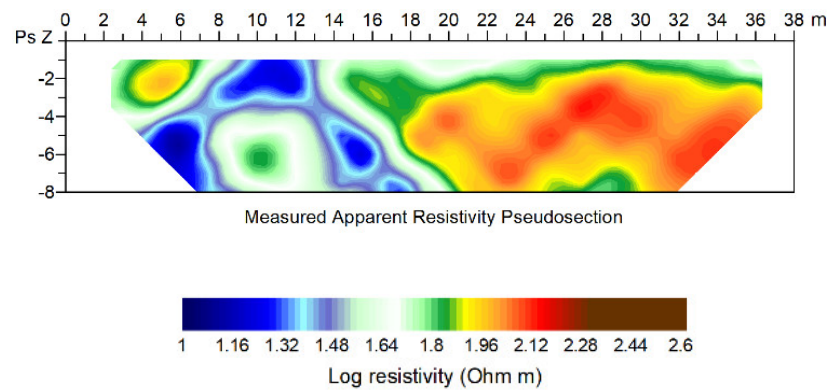 0 2 4 6 8 10 12 14 16 18 20 22 24 26 28 30 32 34 36 38 m
Ps Z
-2
-4
-6
-8
Measured Apparent Resistivity Pseudosection
1 1.16 1.32 1.48 1.64 1.8 1.96 2.12 2.28 2.44 2.6
Log resistivity (Ohm m)